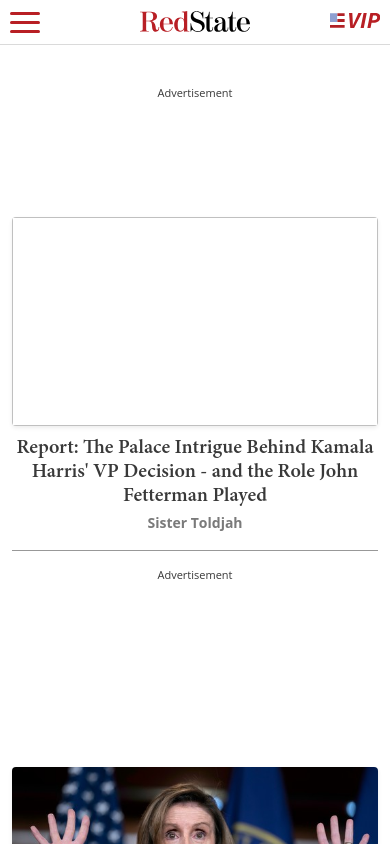 RedState
VIP
Advertisement
Report: The Palace Intrigue Behind Kamala
Harris' VP Decision - and the Role John
Fetterman Played
Sister Toldjah
Advertisement